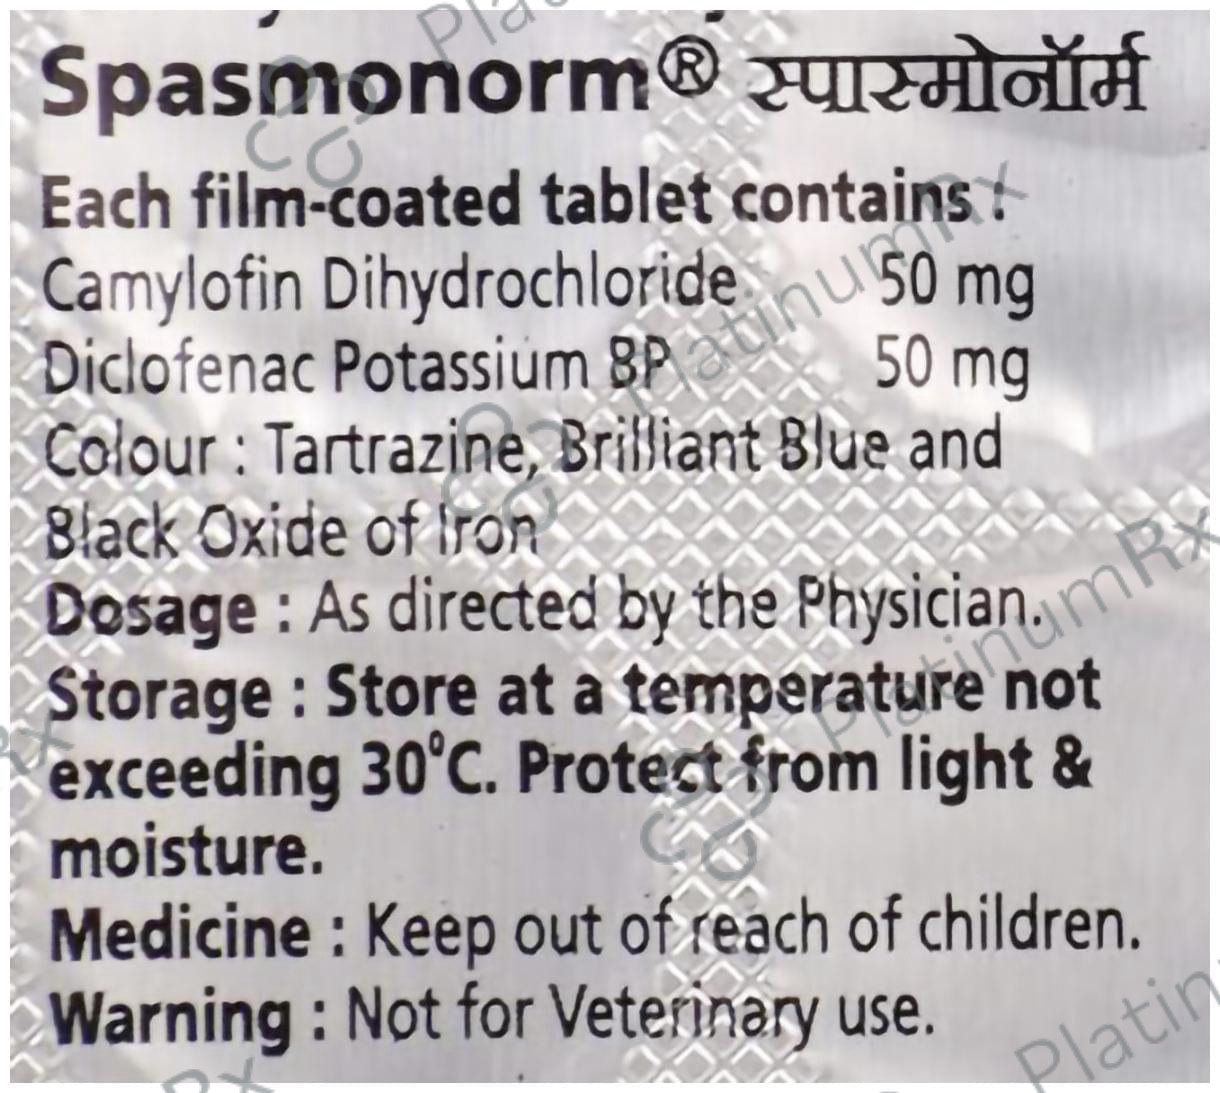 Spasmonorm® स्पास्मोनॉर्म
Each film-coated tablet contains :
Camylofin Dihydrochloride 50 mg
Diclofenac Potassium BP 50 mg
Colour : Tartrazine, Brilliant Blue and
Black Oxide of Iron
Dosage : As directed by the Physician.
Storage : Store at a temperature not
exceeding 30°C. Protect from light &
moisture.
Medicine : Keep out of reach of children.
Warning : Not for Veterinary use.
PlatinumRx
PlatinumRx